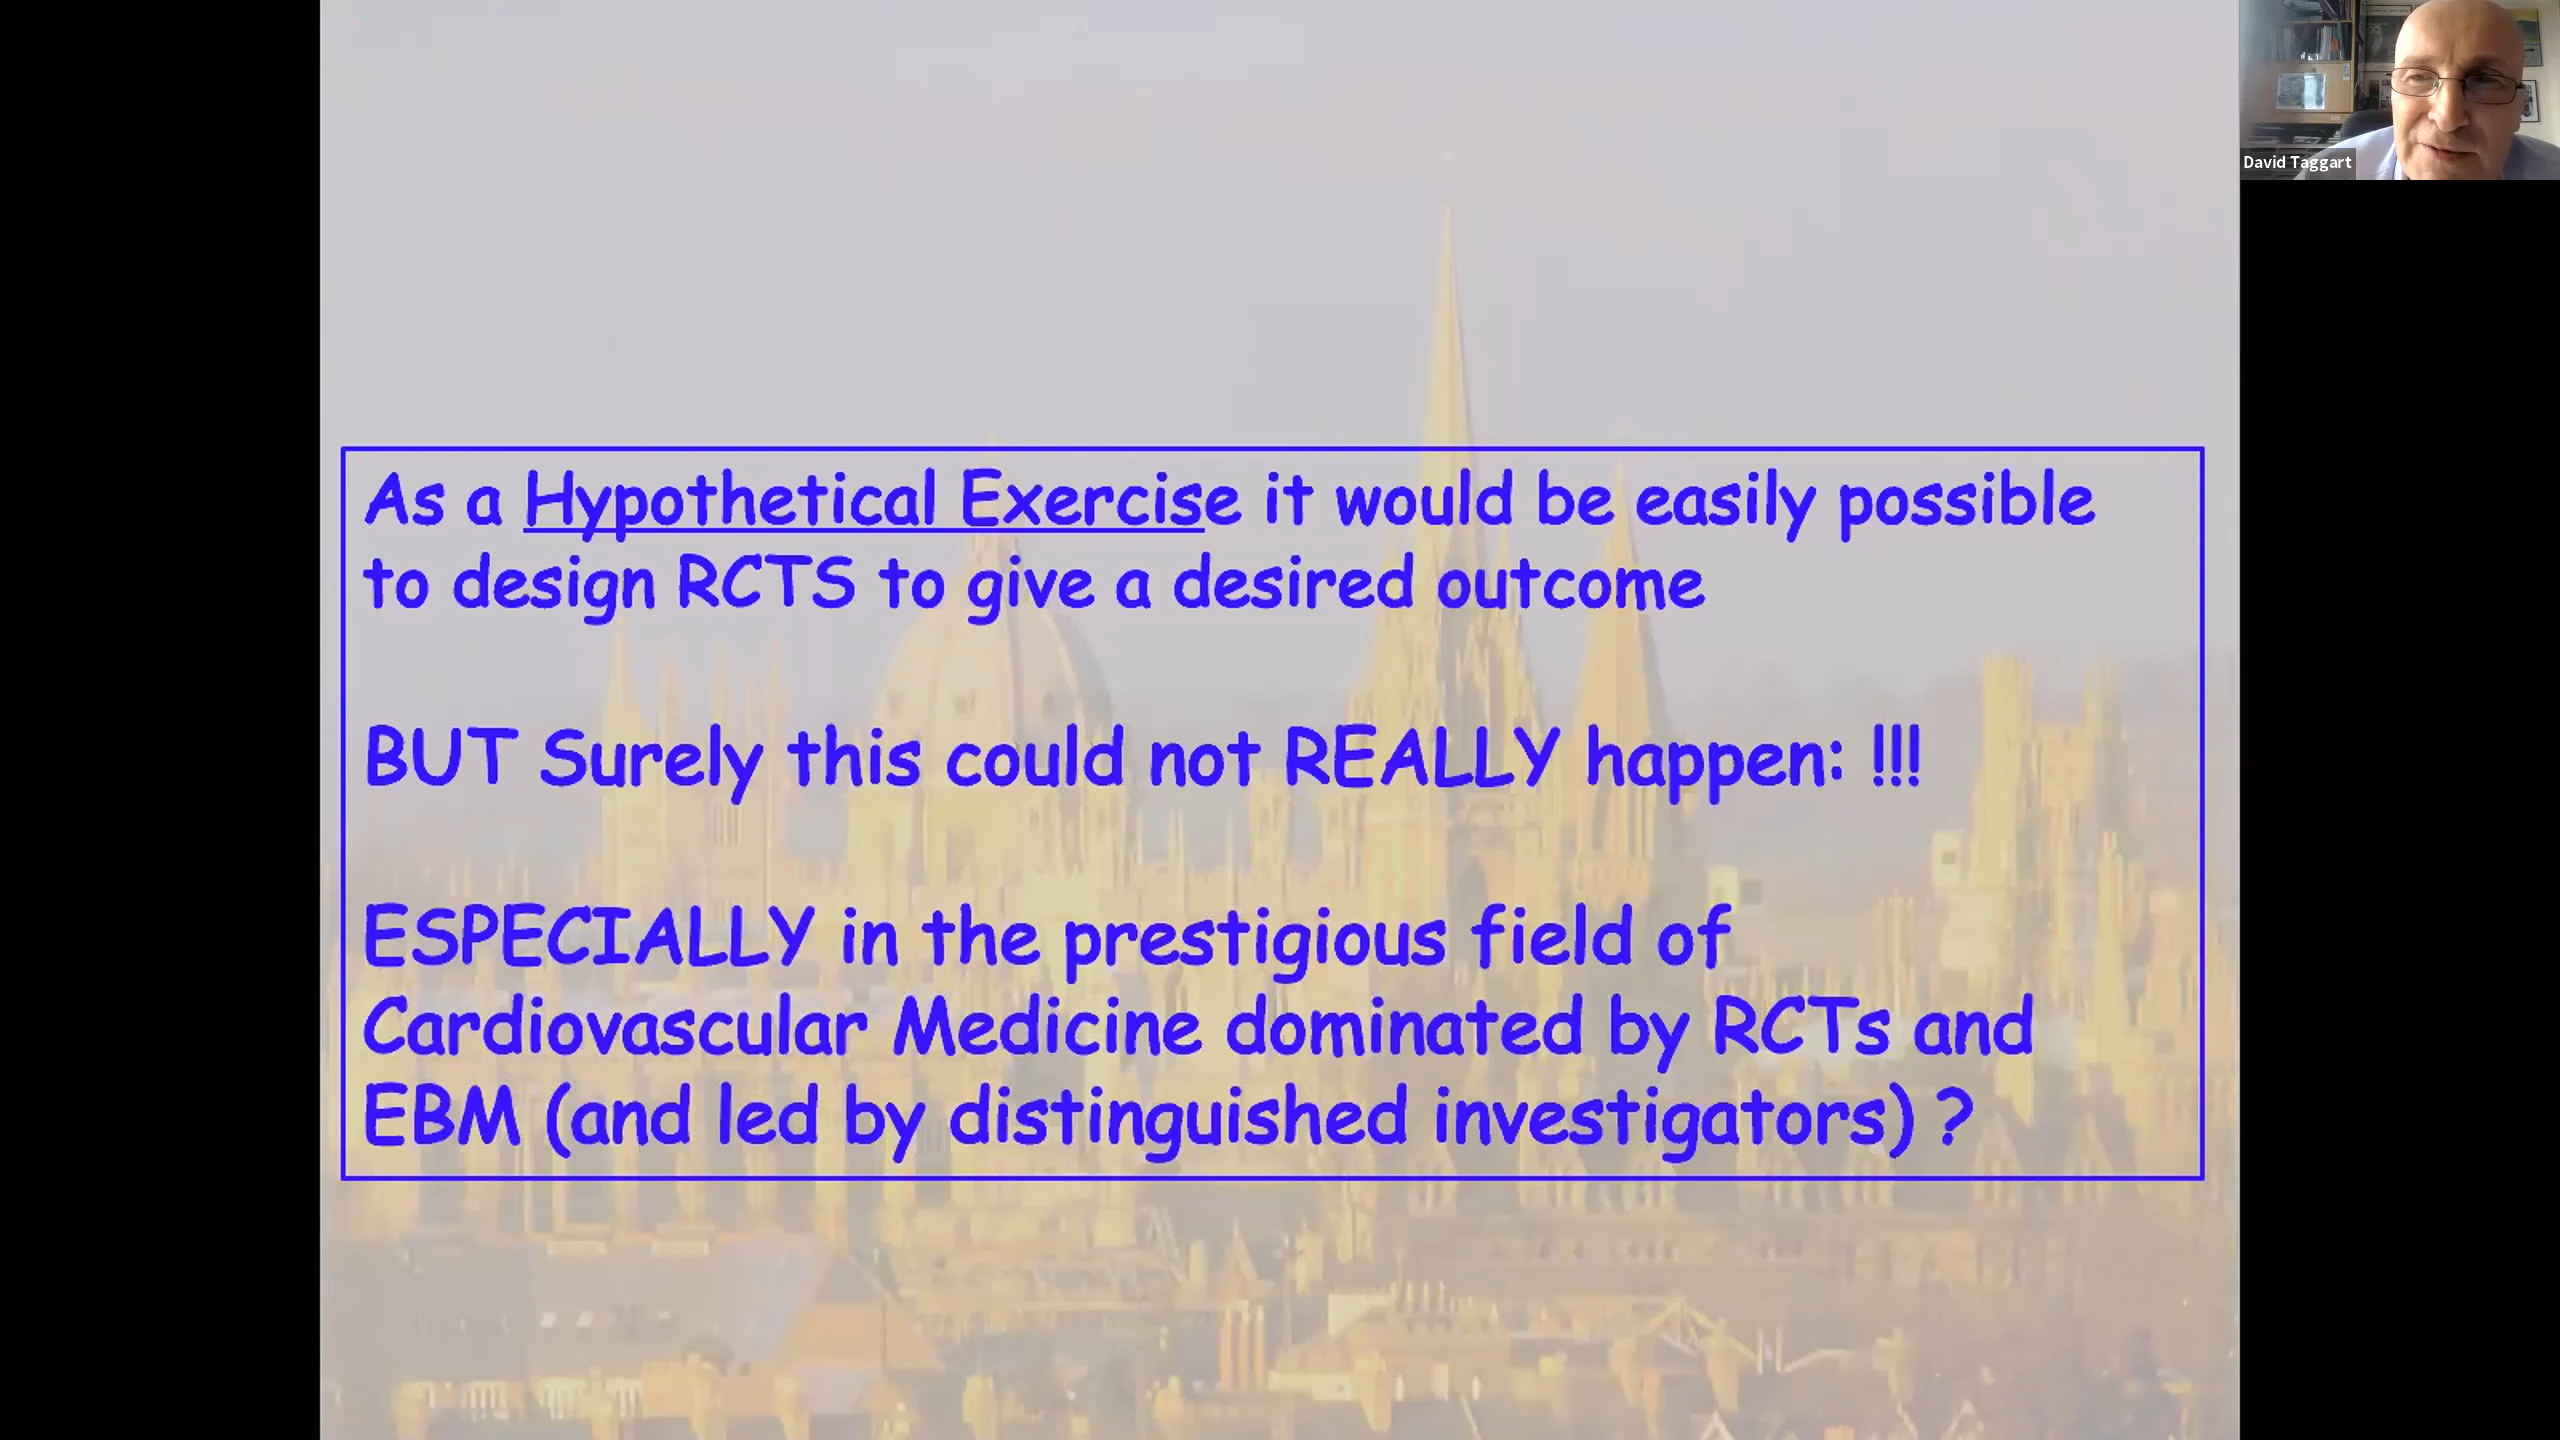 David Taggart
As a Hypothetical Exercise it would be easily possible
to design RCTS to give a desired outcome
BUT Surely this could not REALLY happen: !!!
ESPECIALLY in the prestigious field of
Cardiovascular Medicine dominated by RCTs and
EBM (and led by distinguished investigators) ?